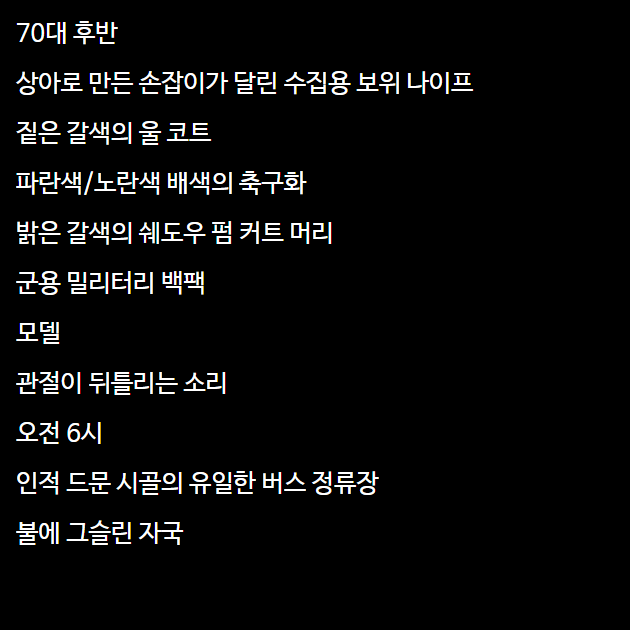 70대 후반
상아로 만든 손잡이가 달린 수집용 보위 나이프
짙은 갈색의 울 코트
파란색/노란색 배색의 축구화
밝은 갈색의 쉐도우 펌 커트 머리
군용 밀리터리 백팩
모델
관절이 뒤틀리는 소리
오전 6시
인적 드문 시골의 유일한 버스 정류장
불에 그슬린 자국